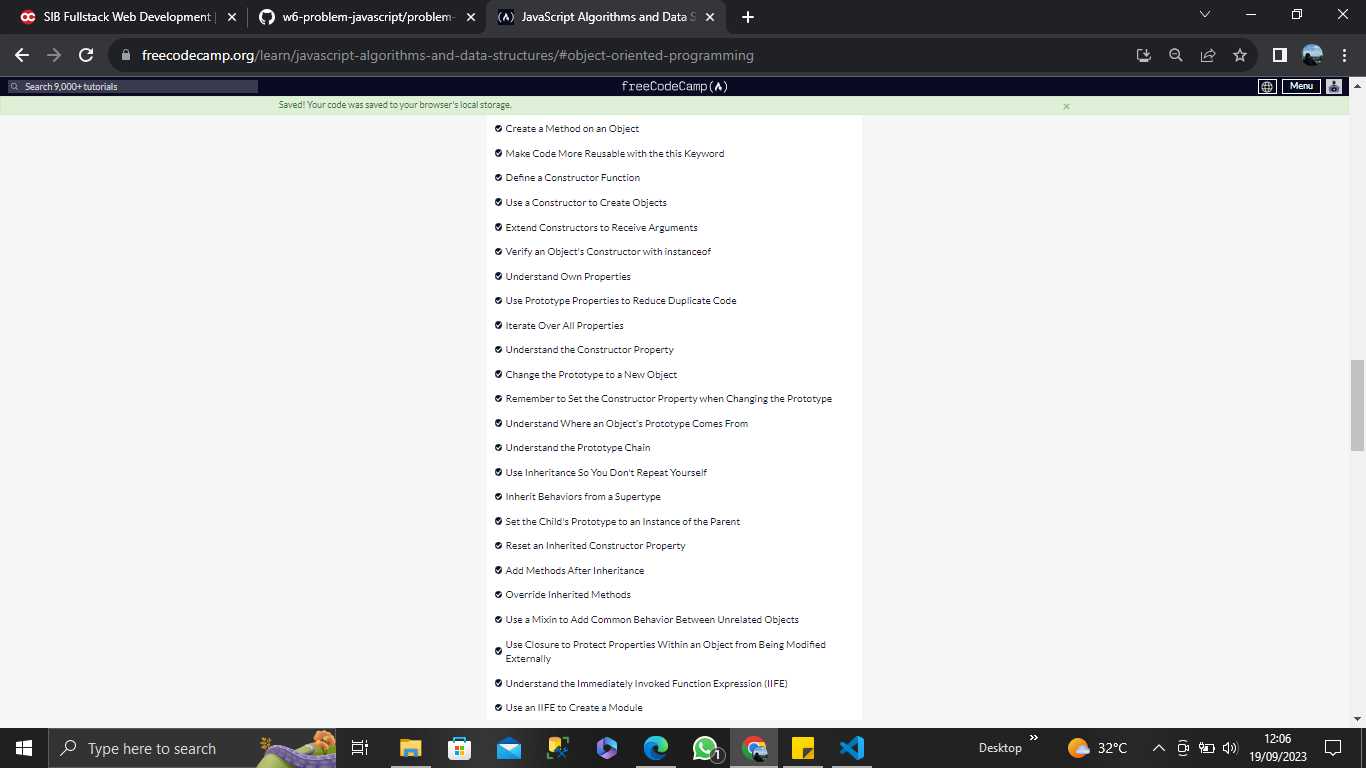 SIB Fullstack Web Development |
w6-problem-javascript/problem-
JavaScript Algorithms and Data S
freecodecamp.org/learn/javascript-algorithms-and-data-structures/#object-oriented-programming
Search 9,000+ tutorials
freeCodeCamp
Menu
Saved! Your code was saved to your browser's local storage.
Create a Method on an Object
Make Code More Reusable with the this Keyword
Define a Constructor Function
Use a Constructor to Create Objects
Extend Constructors to Receive Arguments
Verify an Object's Constructor with instanceof
Understand Own Properties
Use Prototype Properties to Reduce Duplicate Code
Iterate Over All Properties
Understand the Constructor Property
Change the Prototype to a New Object
Remember to Set the Constructor Property when Changing the Prototype
Understand Where an Object's Prototype Comes From
Understand the Prototype Chain
Use Inheritance So You Don't Repeat Yourself
Inherit Behaviors from a Supertype
Set the Child's Prototype to an Instance of the Parent
Reset an Inherited Constructor Property
Add Methods After Inheritance
Override Inherited Methods
Use a Mixin to Add Common Behavior Between Unrelated Objects
Use Closure to Protect Properties Within an Object from Being Modified
Externally
Understand the Immediately Invoked Function Expression (IIFE)
Use an IIFE to Create a Module
Type here to search
1
Desktop
32°C
12:06
19/09/2023